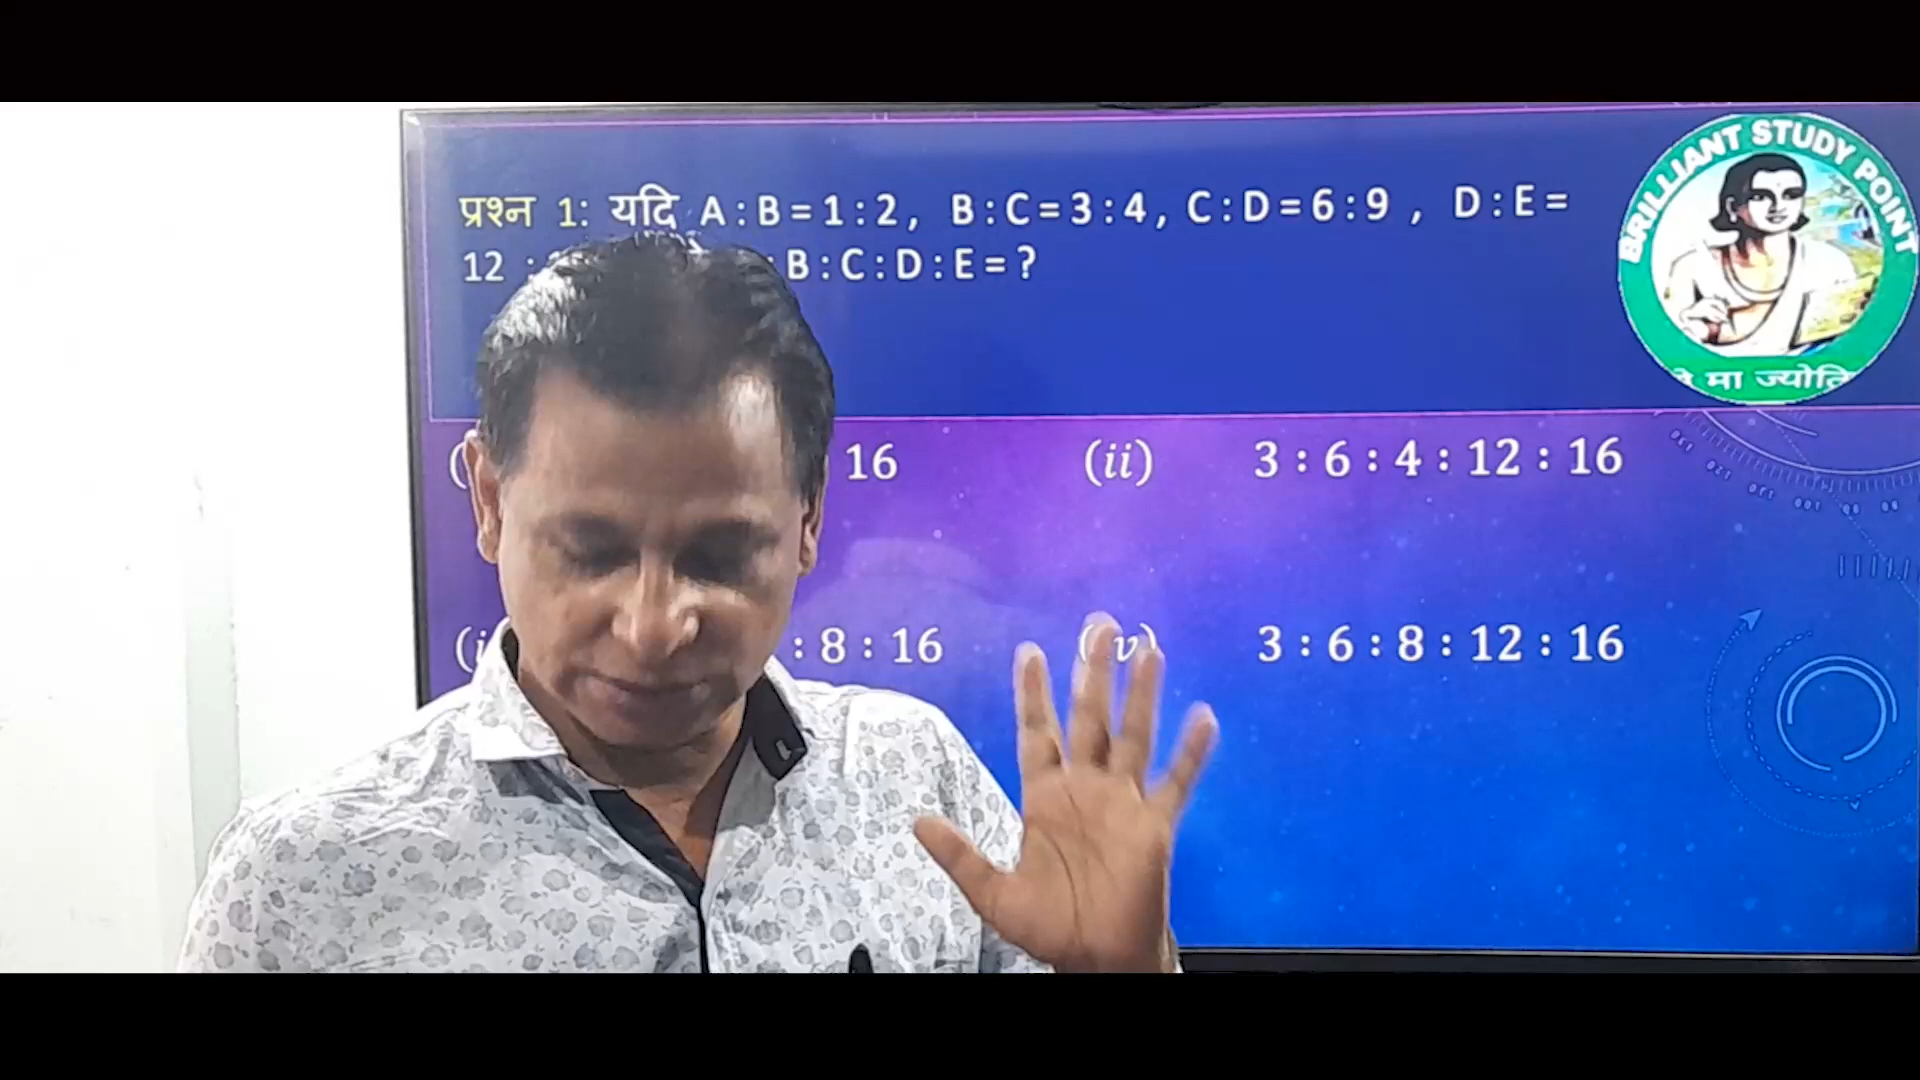 प्रश्न 1: यदि A : B = 1 : 2 , B : C = 3 : 4 , C : D = 6 : 9 , D : E =
12 : B : C : D : E = ?
16 (ii) 3 : 6 : 4 : 12 : 16
: 8 : 16 (v) 3 : 6 : 8 : 12 : 16
BRILLIANT STUDY POINT
मा ज्योति